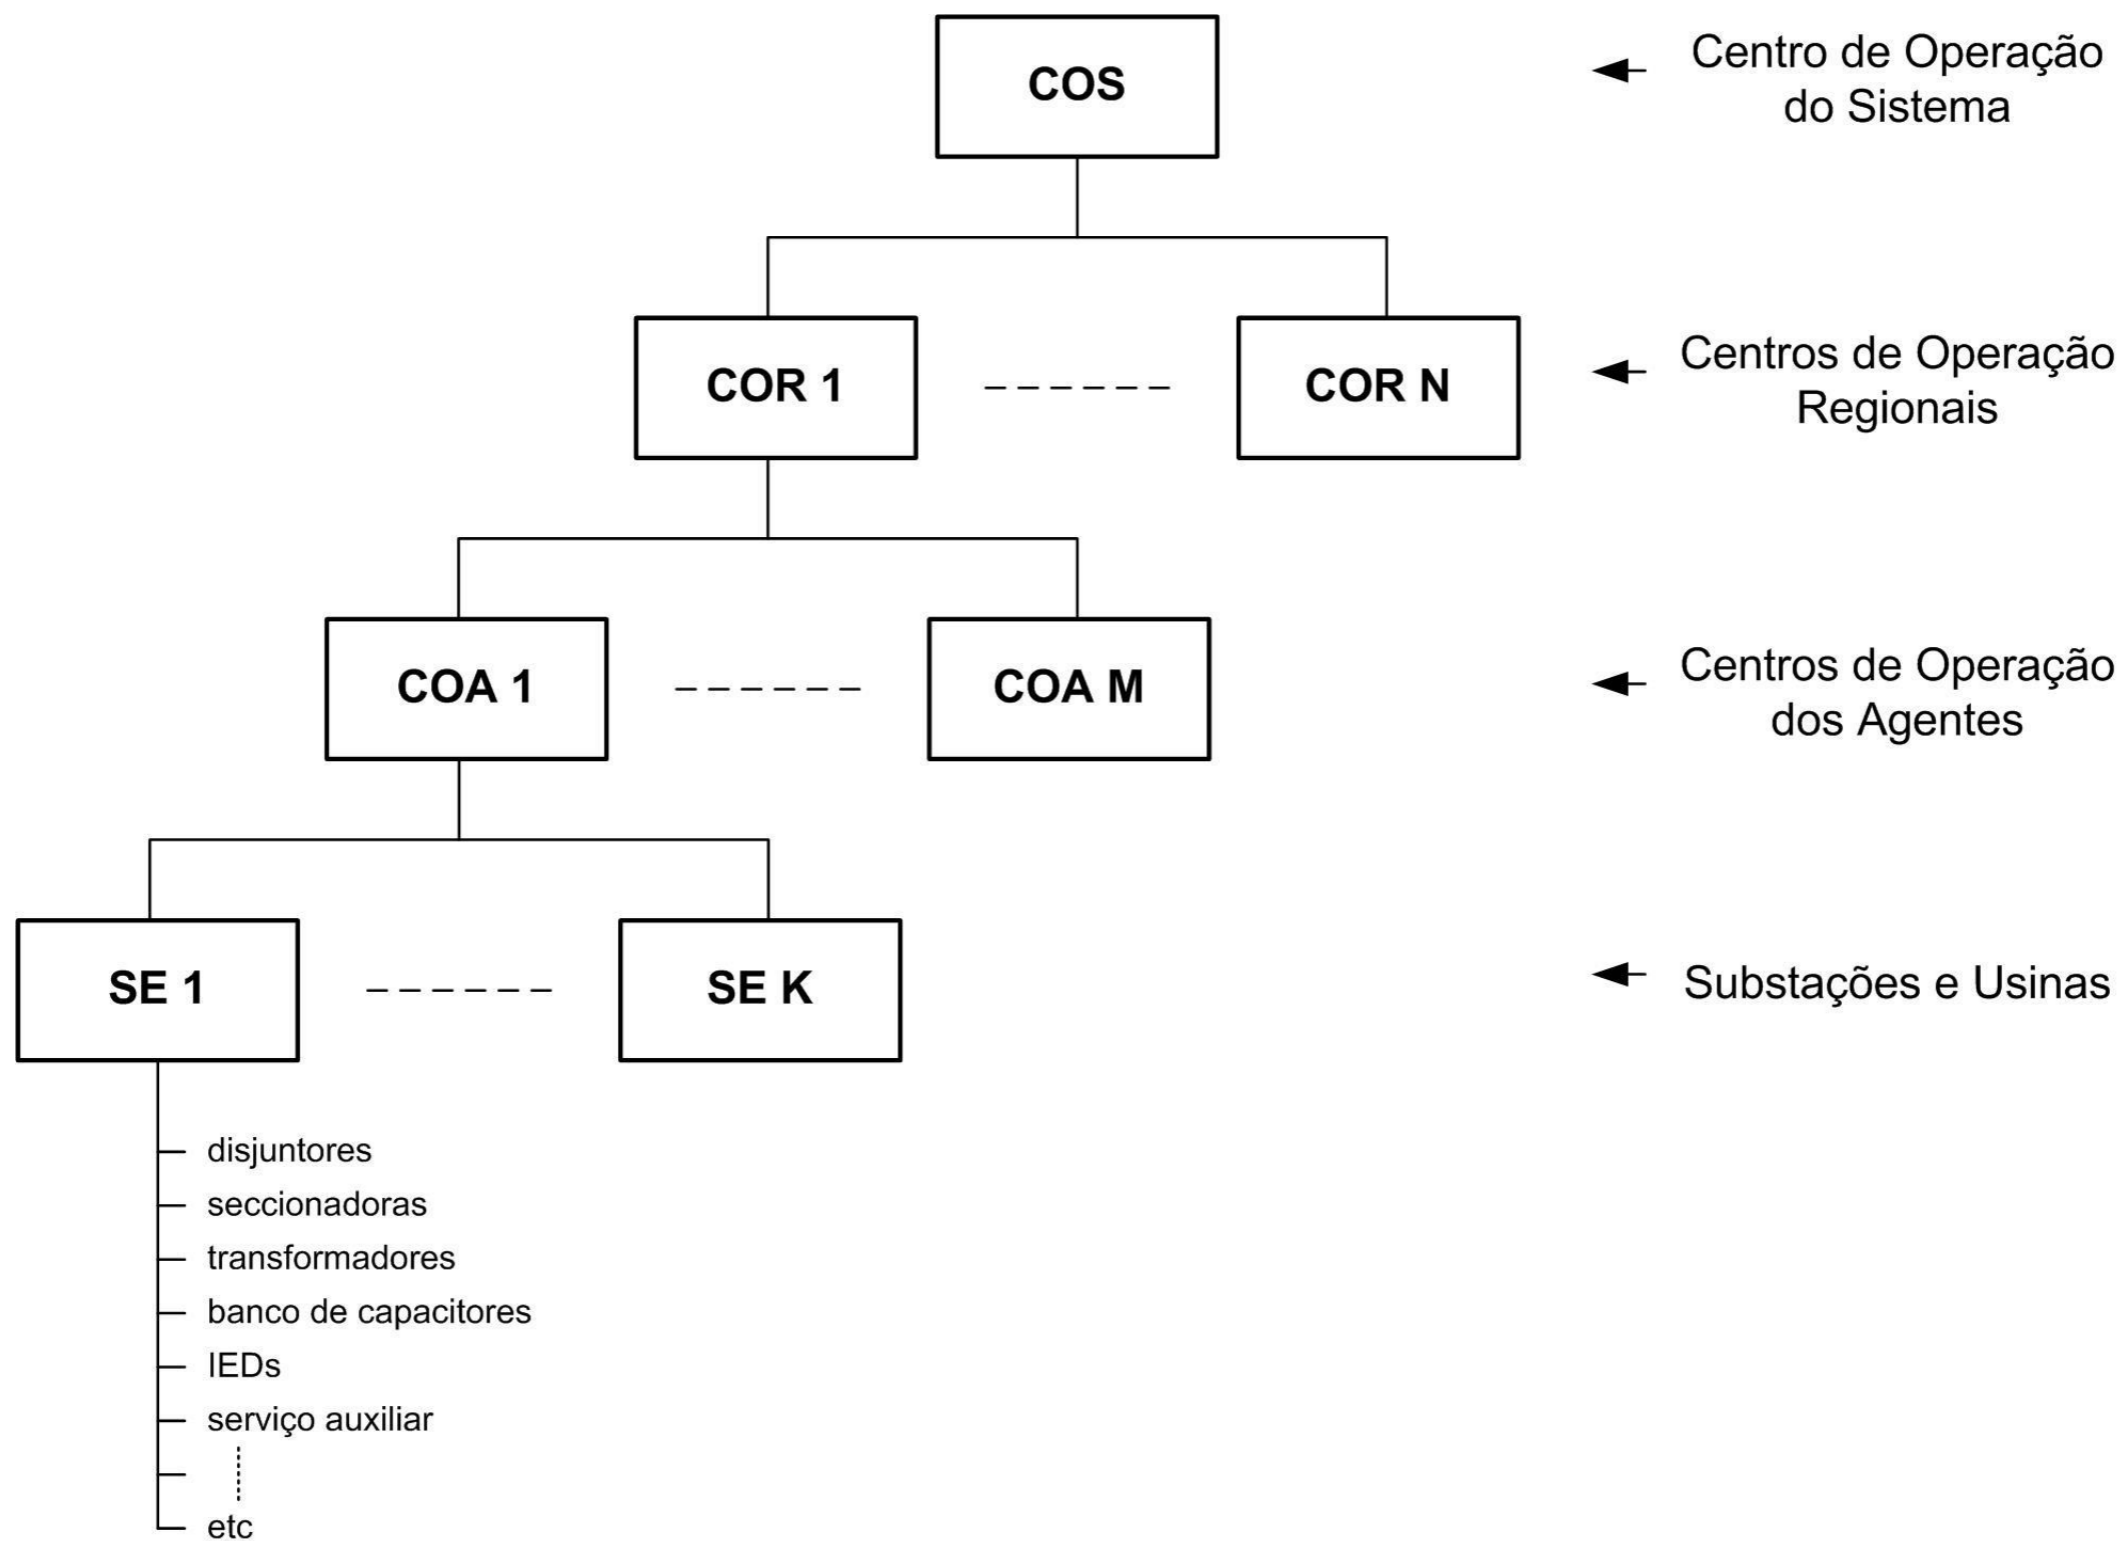 COS
Centro de Operação
do Sistema
COR 1
COR N
Centros de Operação
Regionais
COA 1
COA M
Centros de Operação
dos Agentes
SE 1
SE K
Substações e Usinas
disjuntores
seccionadoras
transformadores
banco de capacitores
IEDs
serviço auxiliar
etc